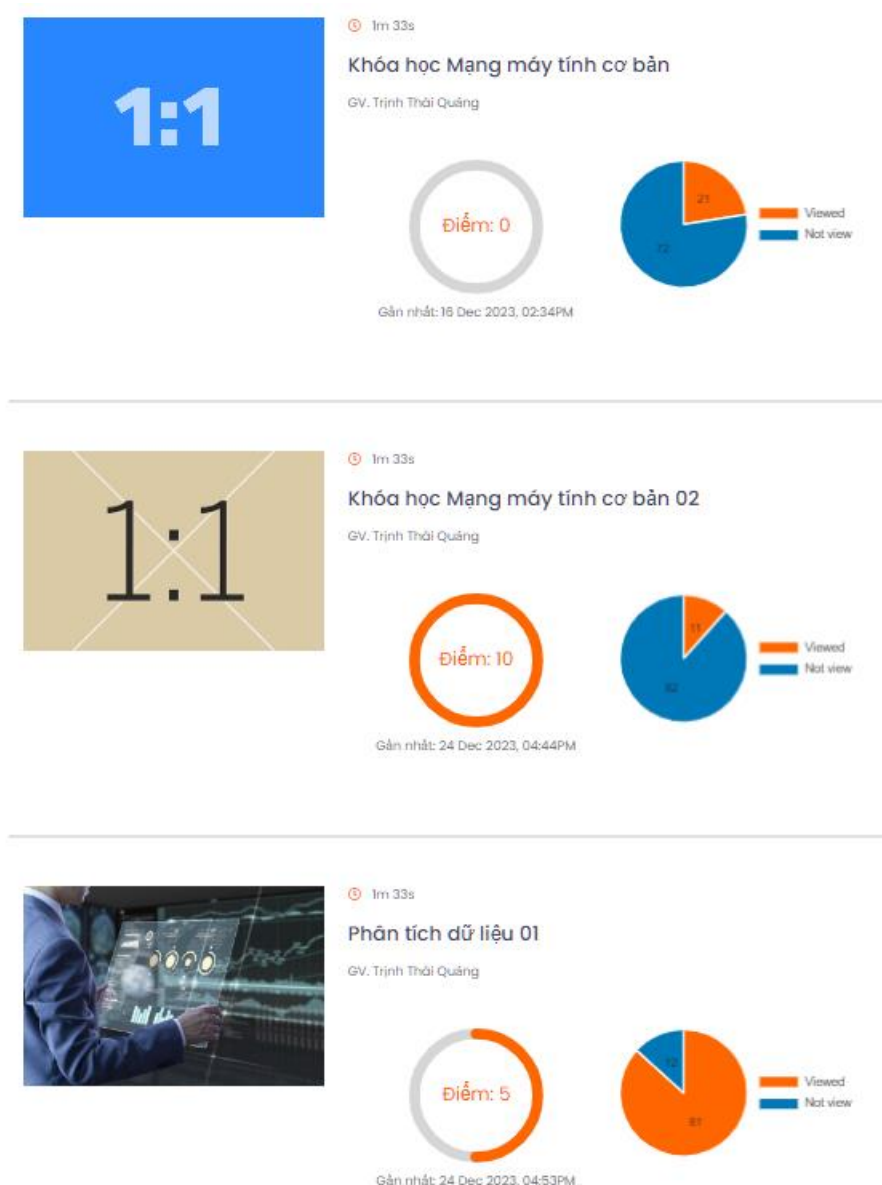 1:1
1m 33s
Khóa học Mạng máy tính cơ bản
GV. Trịnh Thái Quảng
Điểm: 0
21
72
Viewed
Not view
Gần nhất: 16 Dec 2023, 02:34PM
1:1
1m 33s
Khóa học Mạng máy tính cơ bản 02
GV. Trịnh Thái Quảng
Điểm: 10
11
82
Viewed
Not view
Gần nhất: 24 Dec 2023, 04:44PM
1m 33s
Phân tích dữ liệu 01
GV. Trịnh Thái Quảng
Điểm: 5
12
81
Viewed
Not view
Gần nhất: 24 Dec 2023, 04:53PM